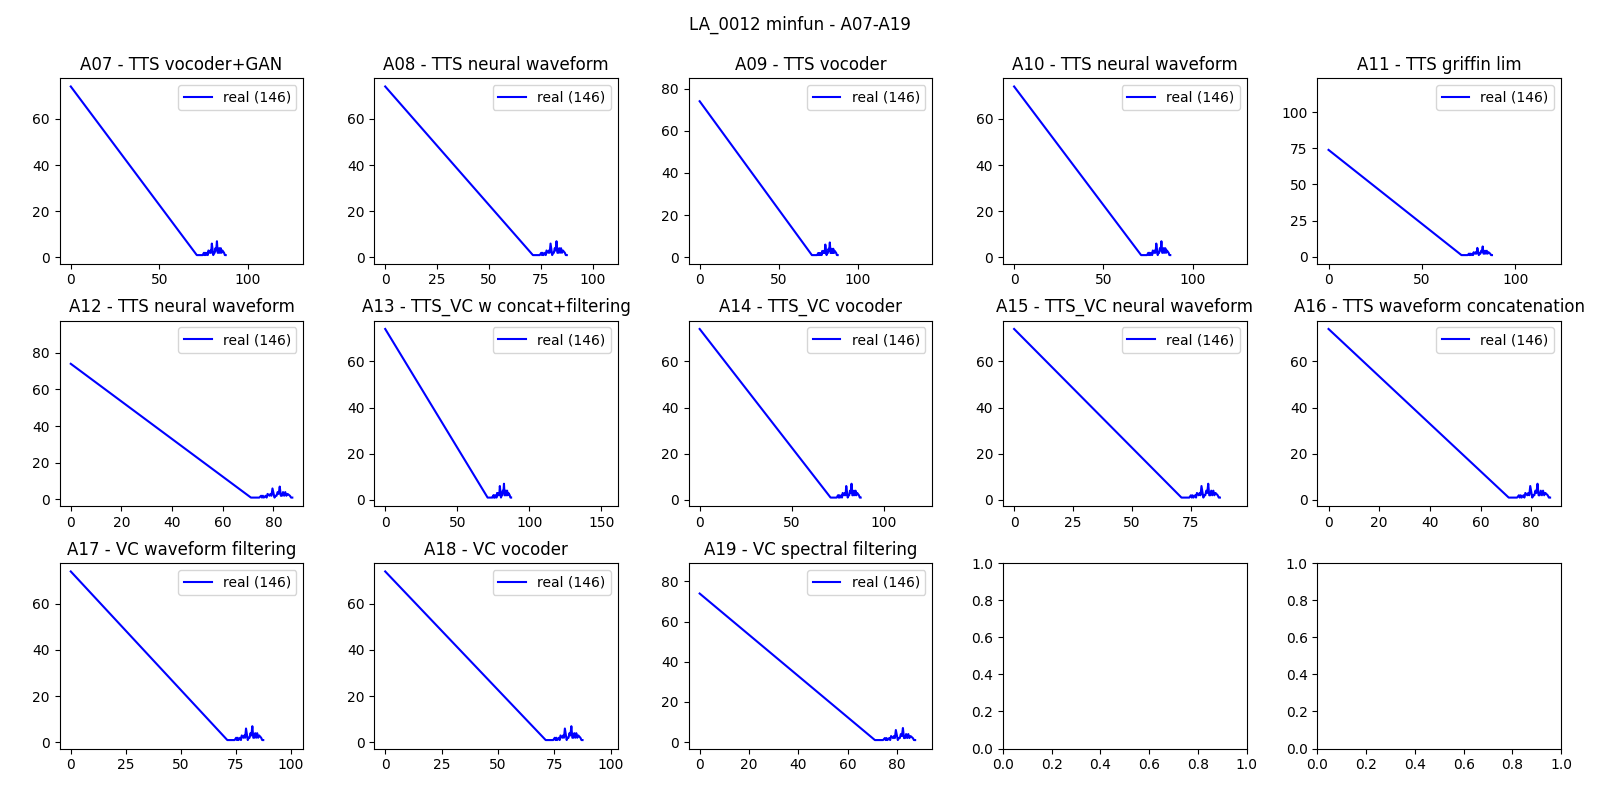 LA_0012 minfun - A07-A19
A07 - TTS vocoder+GAN
real (146)
60
40
20
0
0 50 100
A08 - TTS neural waveform
real (146)
60
40
20
0
0 25 50 75 100
A09 - TTS vocoder
real (146)
80
60
40
20
0
0 50 100
A10 - TTS neural waveform
real (146)
60
40
20
0
0 50 100
A11 - TTS griffin lim
real (146)
100
75
50
25
0
0 50 100
A12 - TTS neural waveform
real (146)
80
60
40
20
0
0 20 40 60 80
A13 - TTS_VC w concat+filtering
real (146)
60
40
20
0
0 50 100 150
A14 - TTS_VC vocoder
real (146)
60
40
20
0
0 50 100
A15 - TTS_VC neural waveform
real (146)
60
40
20
0
0 25 50 75
A16 - TTS waveform concatenation
real (146)
60
40
20
0
0 20 40 60 80
A17 - VC waveform filtering
real (146)
60
40
20
0
0 25 50 75 100
A18 - VC vocoder
real (146)
60
40
20
0
0 25 50 75 100
A19 - VC spectral filtering
real (146)
80
60
40
20
0
0 20 40 60 80
1.0
0.8
0.6
0.4
0.2
0.0
0.0 0.2 0.4 0.6 0.8 1.0
1.0
0.8
0.6
0.4
0.2
0.0
0.0 0.2 0.4 0.6 0.8 1.0